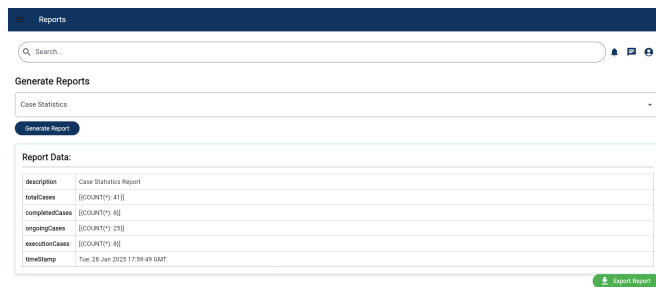 Reports
Search...
Generate Reports
Case Statistics
Generate Report
Report Data:
description Case Statistics Report
totalCases [{COUNT(*): 41}]
completedCases [{COUNT(*): 8}]
ongoingCases [{COUNT(*): 25}]
executionCases [{COUNT(*): 8}]
timeStamp Tue, 28 Jan 2025 17:59:49 GMT
Export Report